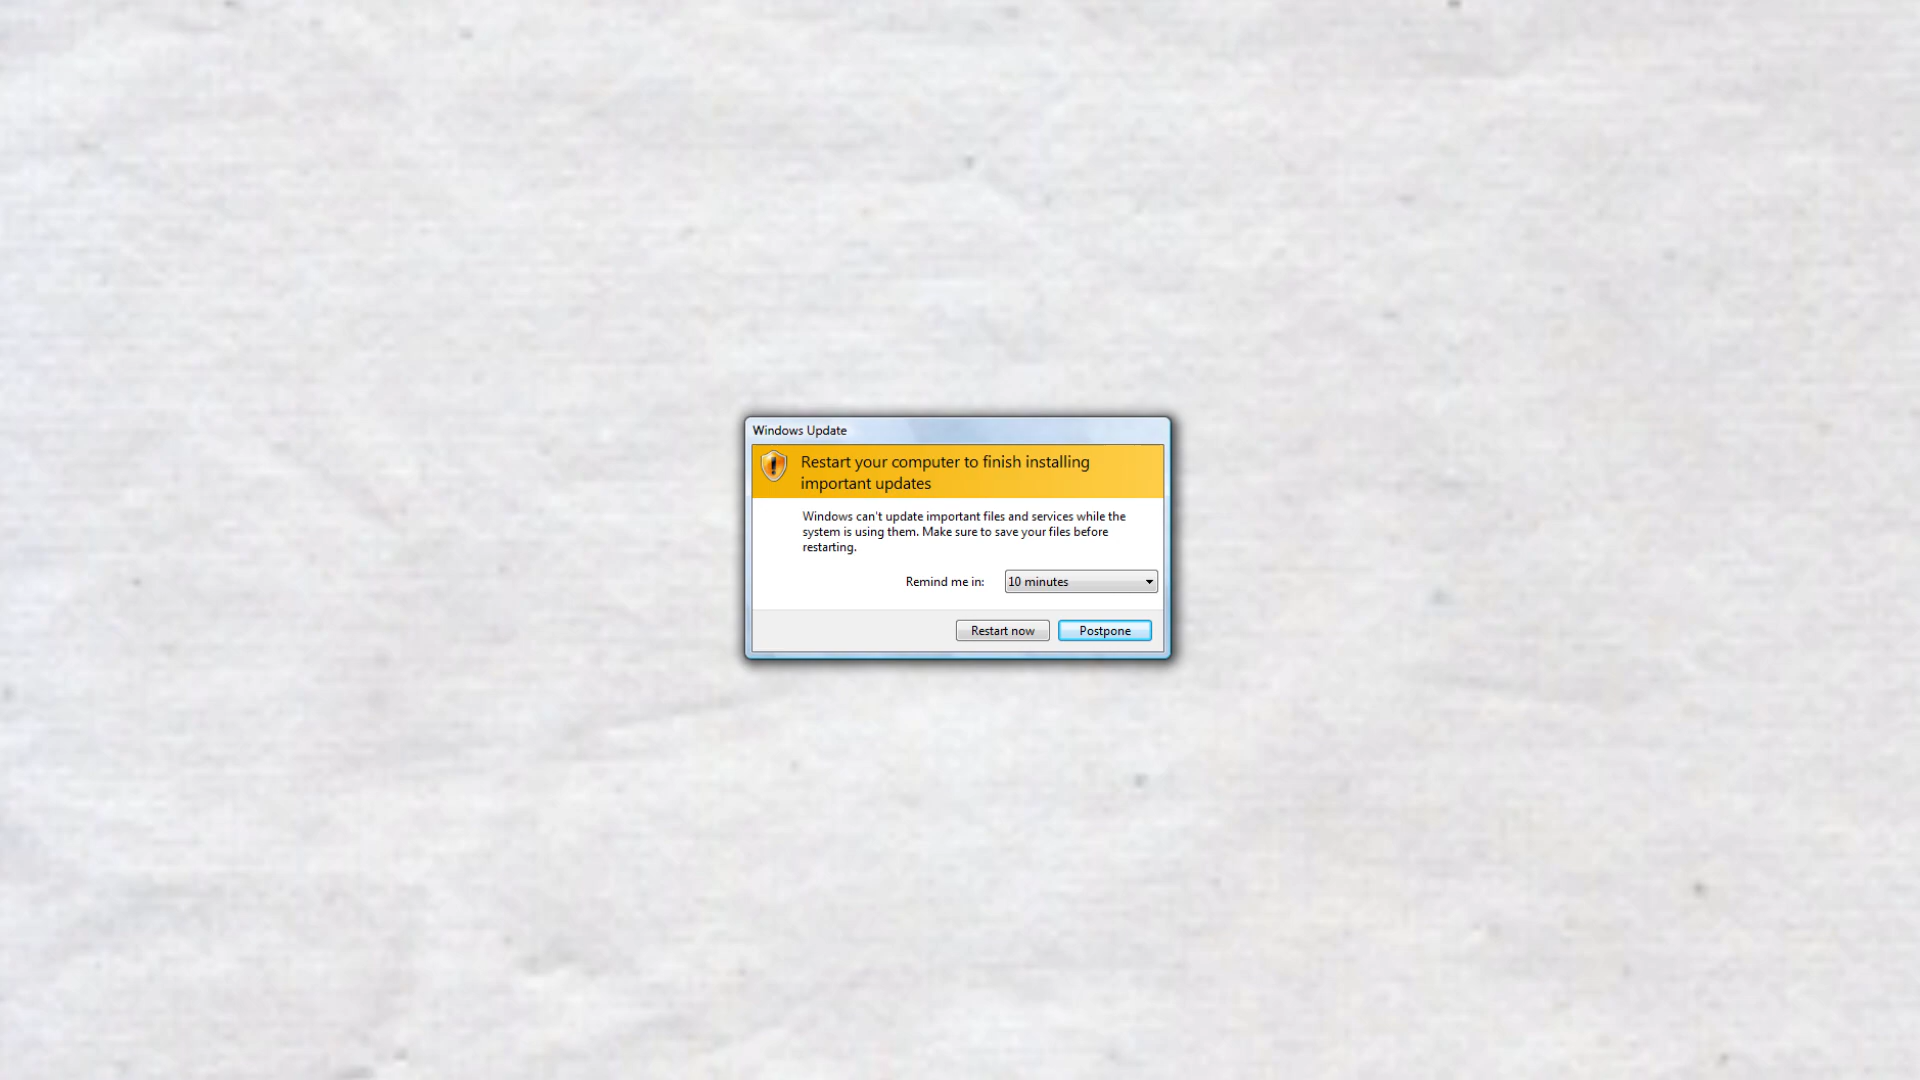 Windows Update
Restart your computer to finish installing
important updates
Windows can't update important files and services while the
system is using them. Make sure to save your files before
restarting.
Remind me in: 10 minutes
Restart now Postpone